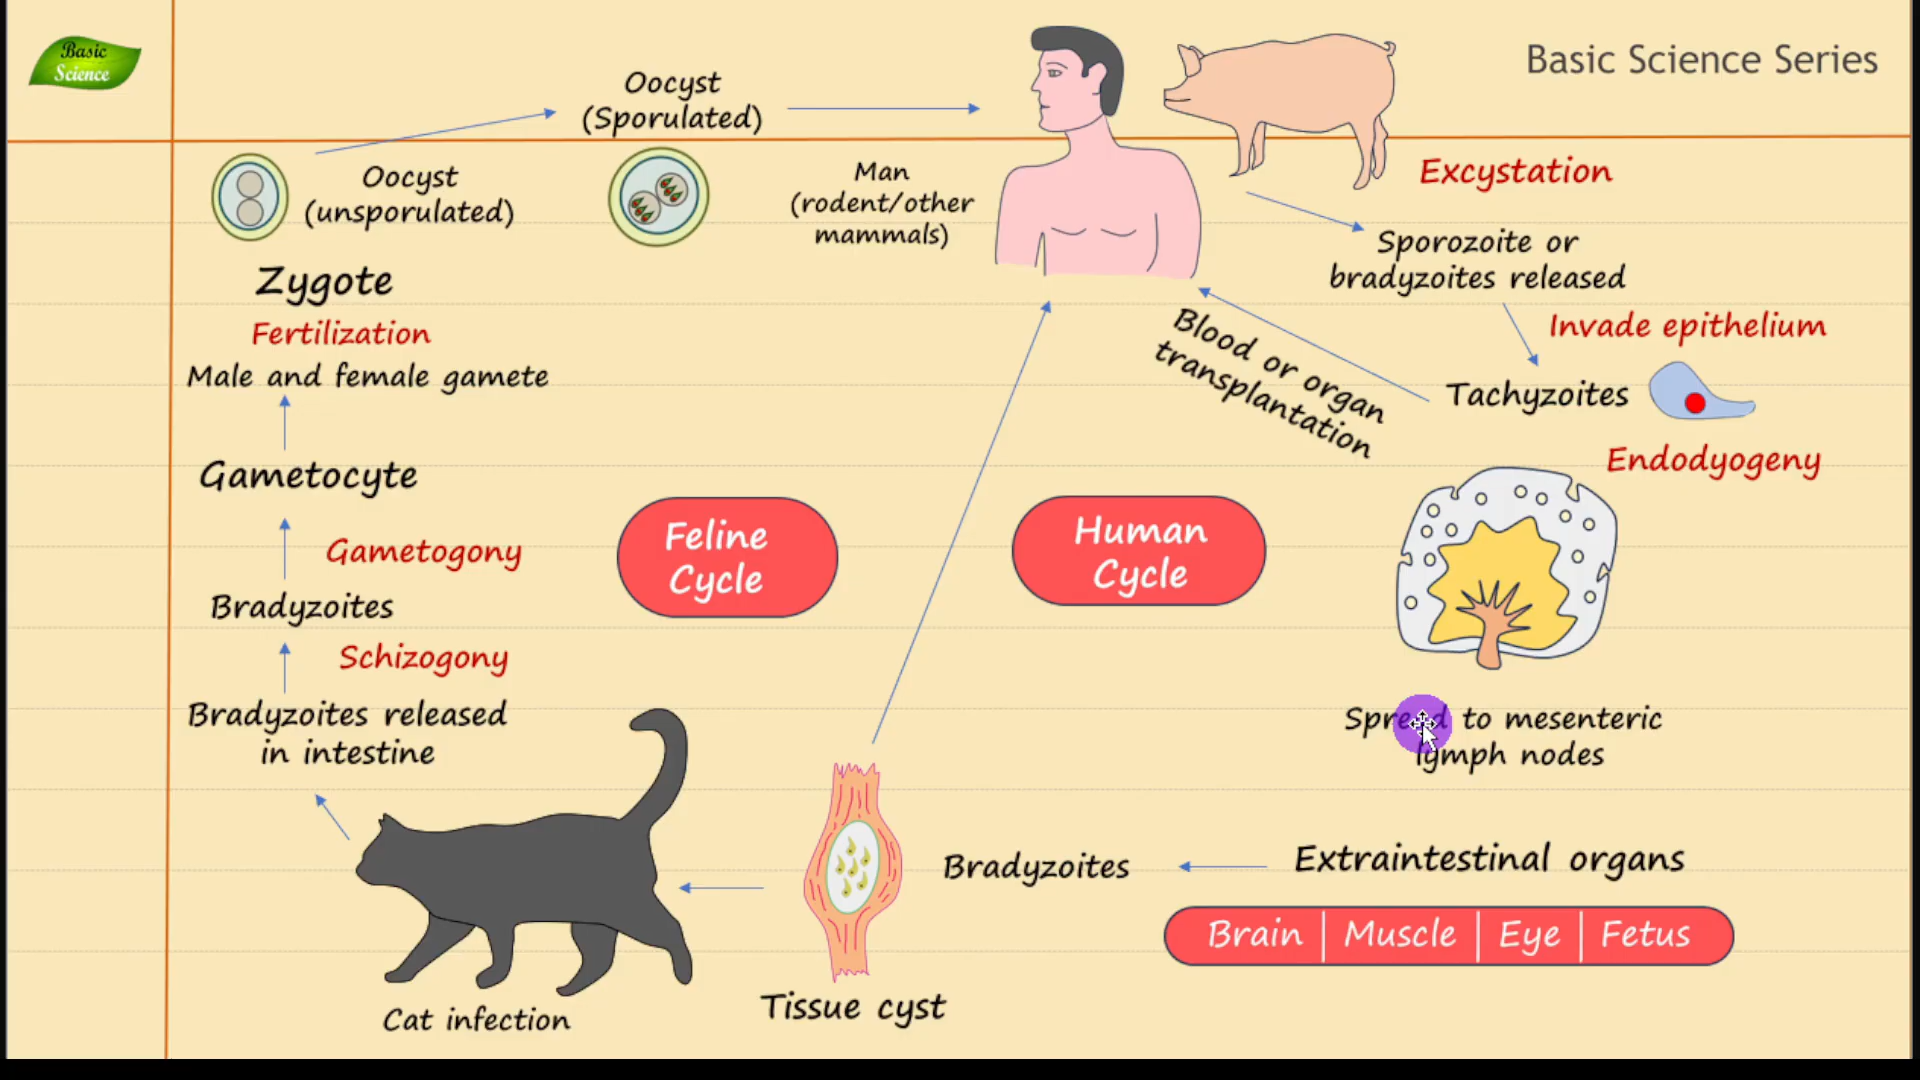 Basic
Science
Basic Science Series
Oocyst
(Sporulated)
Oocyst
(unsporulated)
Man
(rodent/other
mammals)
Excystation
Sporozoite or
bradyzoites released
Zygote
Fertilization
Male and female gamete
Invade epithelium
Tachyzoites
Blood or organ
transplantation
Endodyogeny
Gametocyte
Feline
Cycle
Human
Cycle
Gametogony
Bradyzoites
Schizogony
Bradyzoites released
in intestine
Spread to mesenteric
lymph nodes
Bradyzoites
Extraintestinal organs
Brain | Muscle | Eye | Fetus
Tissue cyst
Cat infection